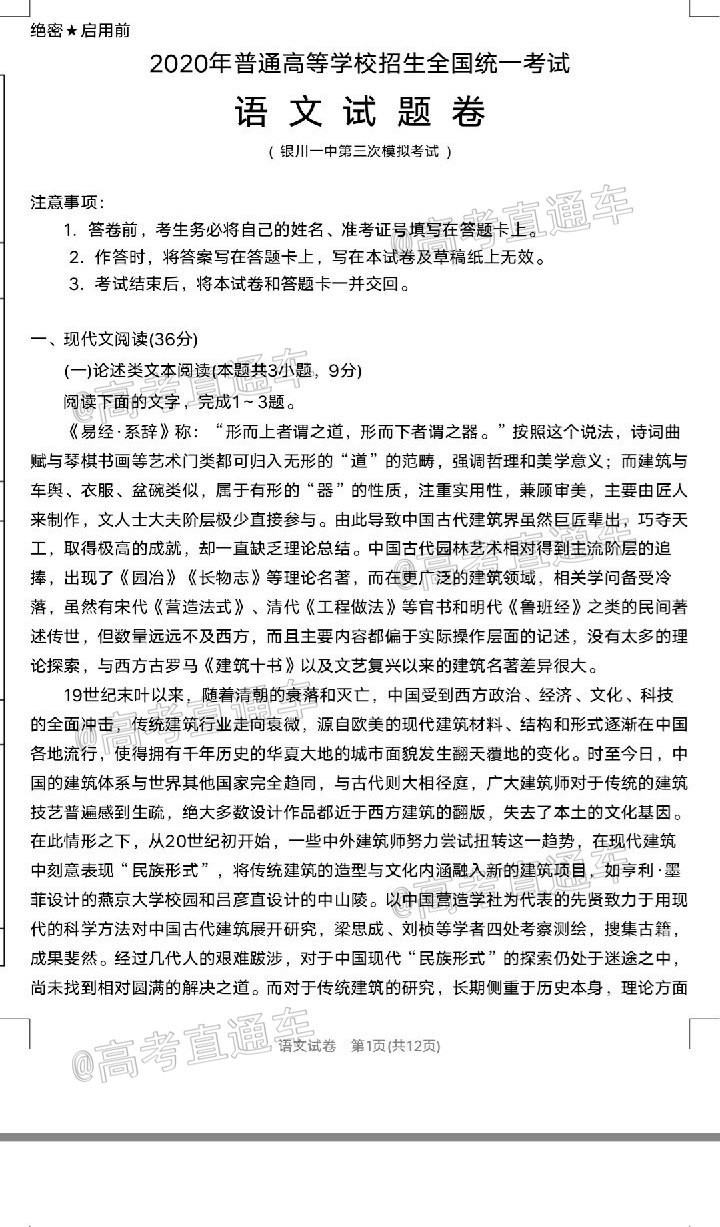 绝密★启用前
2020年普通高等学校招生全国统一考试
语 文 试 题 卷
( 银川一中第三次模拟考试 )
注意事项：
1. 答卷前，考生务必将自己的姓名、准考证号填写在答题卡上。
2. 作答时，将答案写在答题卡上，写在本试卷及草稿纸上无效。
3. 考试结束后，将本试卷和答题卡一并交回。
@高考直通车
一、现代文阅读(36分)
(一)论述类文本阅读(本题共3小题，9分)
@高考直通车
阅读下面的文字，完成1～3题。
《易经·系辞》称：“形而上者谓之道，形而下者谓之器。”按照这个说法，诗词曲
赋与琴棋书画等艺术门类都可归入无形的“道”的范畴，强调哲理和美学意义；而建筑与
车舆、衣服、盆碗类似，属于有形的“器”的性质，注重实用性，兼顾审美，主要由匠人
来制作，文人士大夫阶层极少直接参与。由此导致中国古代建筑界虽然巨匠辈出，巧夺天
工，取得极高的成就，却一直缺乏理论总结。中国古代园林艺术相对得到主流阶层的追
捧，出现了《园冶》《长物志》等理论名著，而在更广泛的建筑领域，相关学问备受冷
@高考直通车
落，虽然有宋代《营造法式》、清代《工程做法》等官书和明代《鲁班经》之类的民间著
述传世，但数量远远不及西方，而且主要内容都偏于实际操作层面的记述，没有太多的理
论探索，与西方古罗马《建筑十书》以及文艺复兴以来的建筑名著差异很大。
19世纪末叶以来，随着清朝的衰落和灭亡，中国受到西方政治、经济、文化、科技
@高考直通车
的全面冲击，传统建筑行业走向衰微，源自欧美的现代建筑材料、结构和形式逐渐在中国
各地流行，使得拥有千年历史的华夏大地的城市面貌发生翻天覆地的变化。时至今日，中
国的建筑体系与世界其他国家完全趋同，与古代则大相径庭，广大建筑师对于传统的建筑
技艺普遍感到生疏，绝大多数设计作品都近于西方建筑的翻版，失去了本土的文化基因。
在此情形之下，从20世纪初开始，一些中外建筑师努力尝试扭转这一趋势，在现代建筑
中刻意表现“民族形式”，将传统建筑的造型与文化内涵融入新的建筑项目，如亨利·墨
菲设计的燕京大学校园和吕彦直设计的中山陵。以中国营造学社为代表的先贤致力于用现
@高考直通车
代的科学方法对中国古代建筑展开研究，梁思成、刘桢等学者四处考察测绘，搜集古籍，
成果斐然。经过几代人的艰难跋涉，对于中国现代“民族形式”的探索仍处于迷途之中，
尚未找到相对圆满的解决之道。而对于传统建筑的研究，长期侧重于历史本身，理论方面
@高考直通车
语文试卷 第1页(共12页)